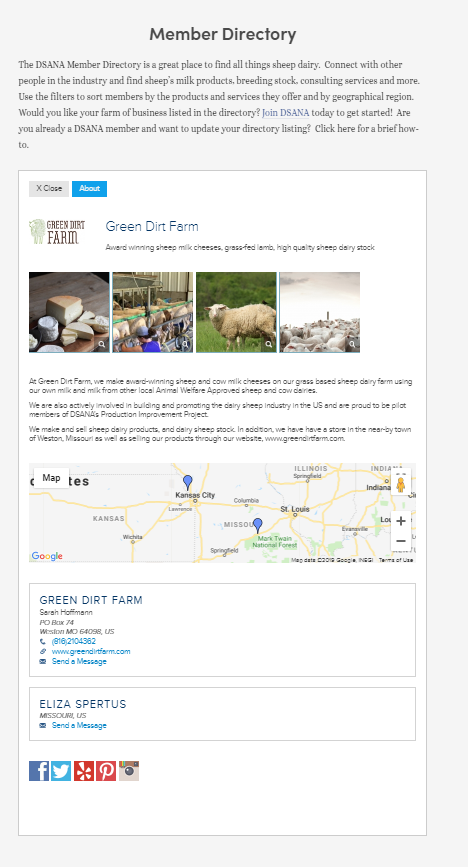 Member Directory
The DSANA Member Directory is a great place to find all things sheep dairy. Connect with other
people in the industry and find sheep's milk products, breeding stock, consulting services and more.
Use the filters to sort members by the products and services they offer and by geographical region.
Would you like your farm of business listed in the directory? Join DSANA today to get started! Are
you already a DSANA member and want to update your directory listing? Click here for a brief how-
to.
X Close About
GREEN DIRT
FARM
Green Dirt Farm
Award winning sheep milk cheeses, grass-fed lamb, high quality sheep dairy stock
At Green Dirt Farm, we make award-winning sheep and cow milk cheeses on our grass based sheep dairy farm using
our own milk and milk from other local Animal Welfare Approved sheep and cow dairies.
We are also actively involved in building and promoting the dairy sheep industry in the US and are proud to be pilot
members of DSANA's Production Improvement Project.
We make and sell sheep dairy products, and dairy sheep stock. In addition, we have have a store in the near-by town
of Weston, Missouri as well as selling our products through our website, www.greendirtfarm.com.
Map
tes
ILLINOIS
INDIA
Springfield
Indiana
Kansas City
Columbia
Lawrence
St. Louis
KANSAS
MISSOU
Lou
Evansville
Wichita
Mark Twain
National Forest
Springfield
Google
Map data ©2019 Google, INEGI Terms of Use
GREEN DIRT FARM
Sarah Hoffmann
PO Box 74
Weston MO 64098, US
(816)2104362
www.greendirtfarm.com
Send a Message
ELIZA SPERTUS
MISSOURI, US
Send a Message